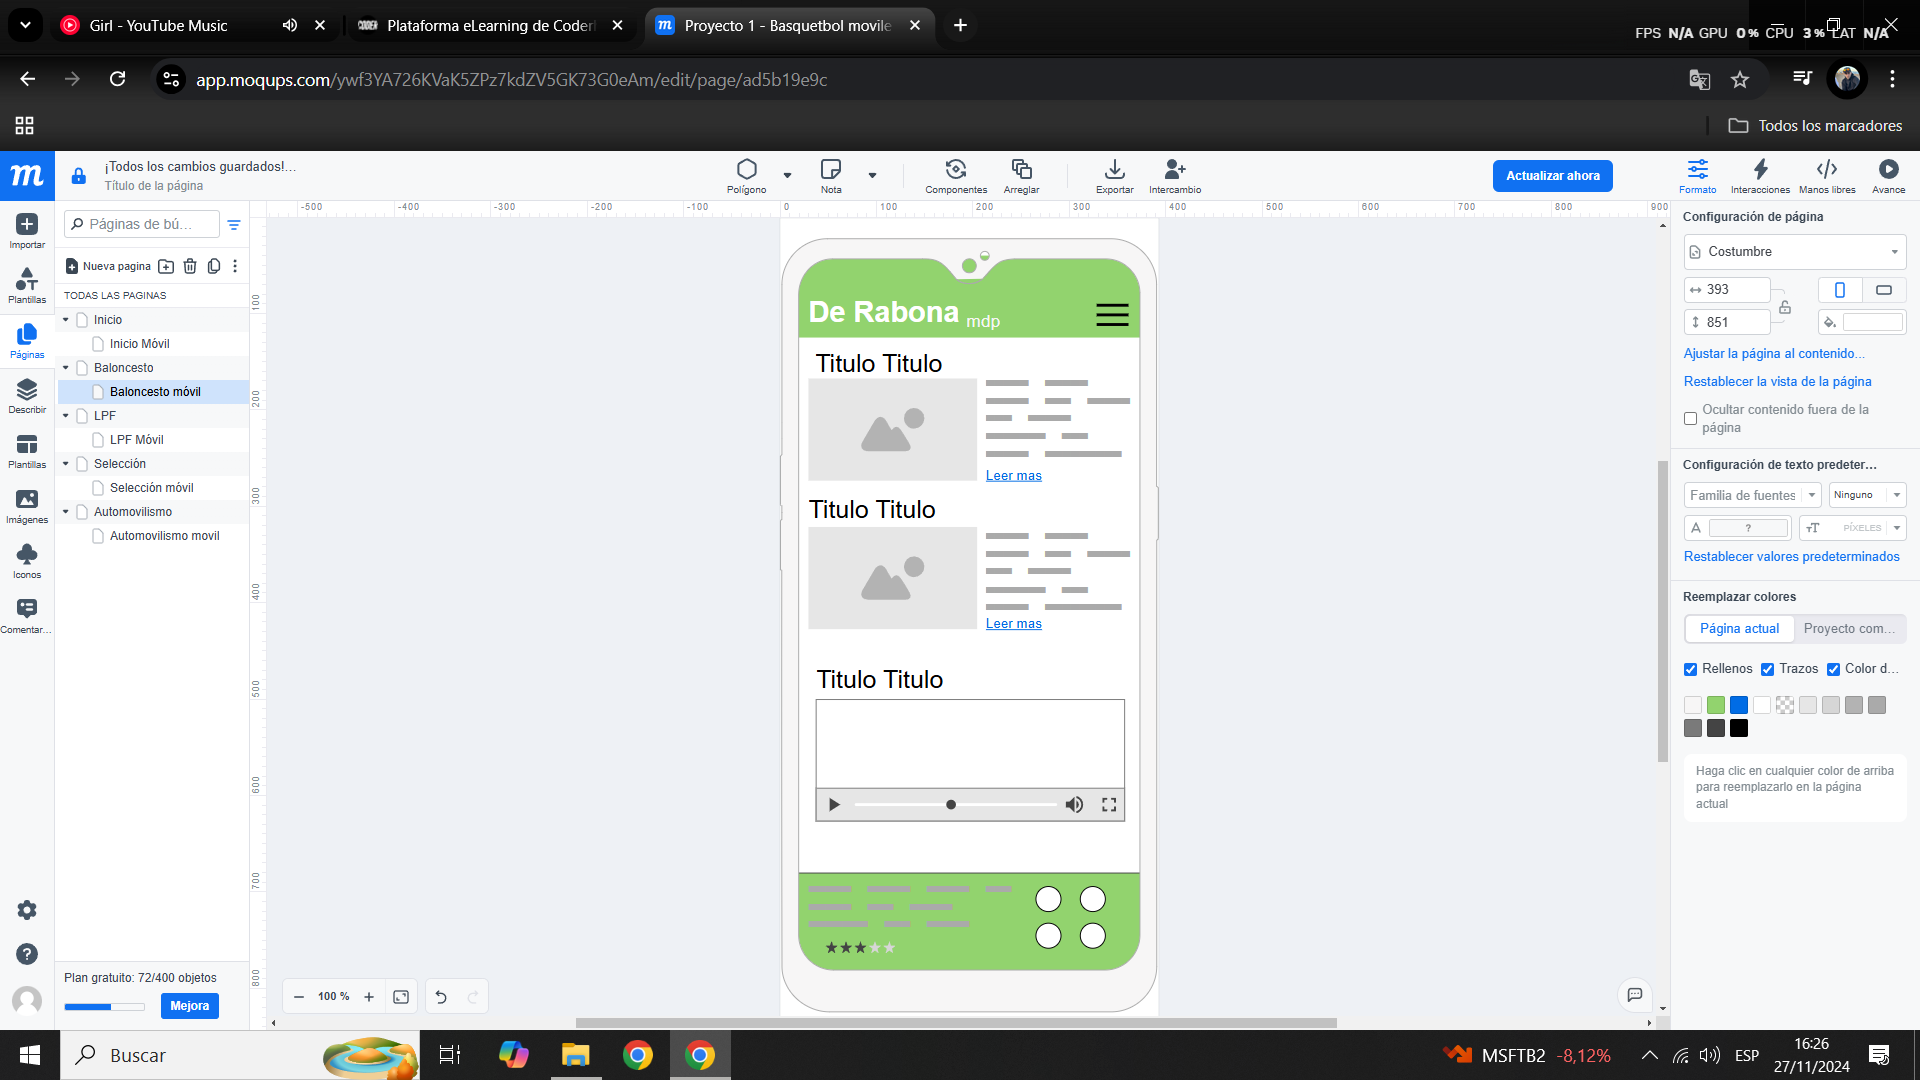 Girl - YouTube Music
Plataforma eLearning de Coder
Proyecto 1 - Basquetbol movile
FPS N/A GPU 0 % CPU 3 % LAT N/A
app.moqups.com/ywf3YA726KVaK5ZPz7kdZV5GK73G0eAm/edit/page/ad5b19e9c
Todos los marcadores
m
¡Todos los cambios guardados!...
Título de la página
Polígono
Nota
Componentes
Arreglar
Exportar
Intercambio
Actualizar ahora
Formato
Interacciones
Manos libres
Avance
Importar
Plantillas
Páginas
Describir
Plantillas
Imágenes
Iconos
Comentar...
Páginas de bú...
Nueva pagina
TODAS LAS PAGINAS
Inicio
Inicio Móvil
Baloncesto
Baloncesto móvil
LPF
LPF Móvil
Selección
Selección móvil
Automovilismo
Automovilismo movil
Plan gratuito: 72/400 objetos
Mejora
-500 -400 -300 -200 -100 0 100 200 300 400 500 600 700 800 900
100
200
300
400
500
600
700
800
De Rabona mdp
Titulo Titulo
Leer mas
Titulo Titulo
Leer mas
Titulo Titulo
100 %
Configuración de página
Costumbre
393
851
Ajustar la página al contenido...
Restablecer la vista de la página
Ocultar contenido fuera de la
página
Configuración de texto predeter...
Familia de fuentes
Ninguno
A ?
TT PÍXELES
Restablecer valores predeterminados
Reemplazar colores
Página actual
Proyecto com...
Rellenos
Trazos
Color d...
Haga clic en cualquier color de arriba
para reemplazarlo en la página
actual
Buscar
MSFTB2 -8,12%
ESP
16:26
27/11/2024